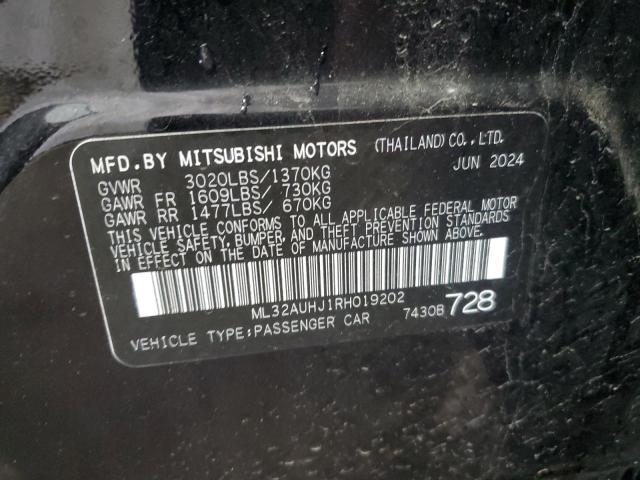 MFD.BY MITSUBISHI MOTORS (THAILAND) CO.,LTD.
JUN 2024
GVWR 3020LBS/1370KG
GAWR FR 1609LBS/ 730KG
GAWR RR 1477LBS/ 670KG
THIS VEHICLE CONFORMS TO ALL APPLICABLE FEDERAL MOTOR
VEHICLE SAFETY, BUMPER, AND THEFT PREVENTION STANDARDS
IN EFFECT ON THE DATE OF MANUFACTURE SHOWN ABOVE.
ML32AUHJ1RH019202
VEHICLE TYPE:PASSENGER CAR 7430B 728